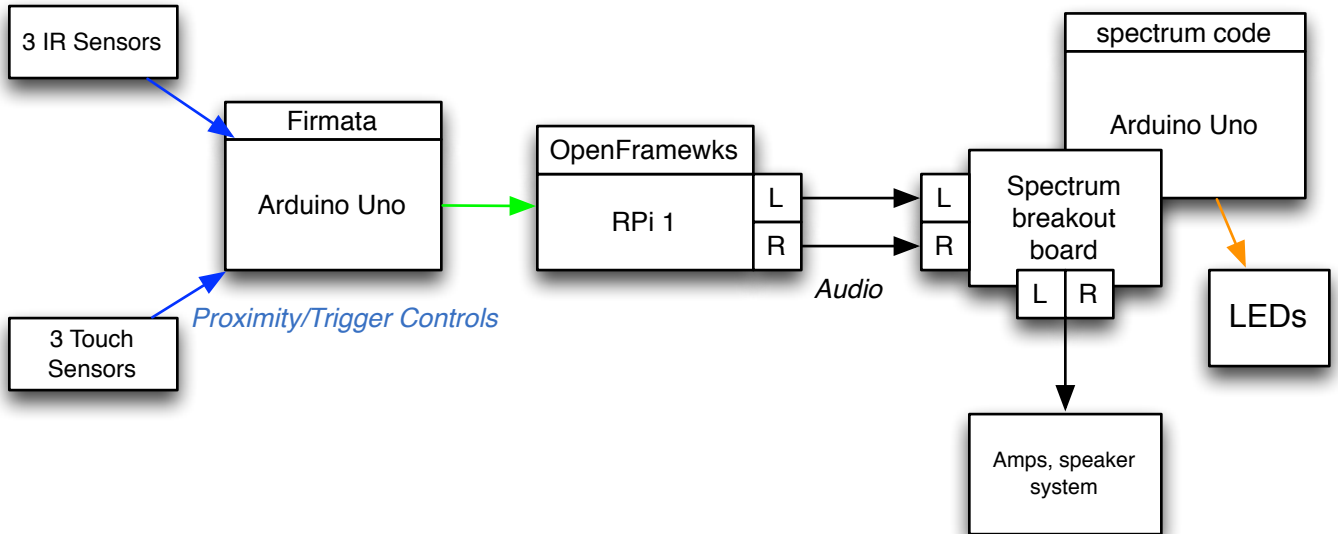 3 IR Sensors
Firmata
Arduino Uno
3 Touch
Sensors
Proximity/Trigger Controls
OpenFramewks
RPi 1
L
R
Audio
L
R
spectrum code
Arduino Uno
Spectrum
breakout
board
L R
LEDs
Amps, speaker
system